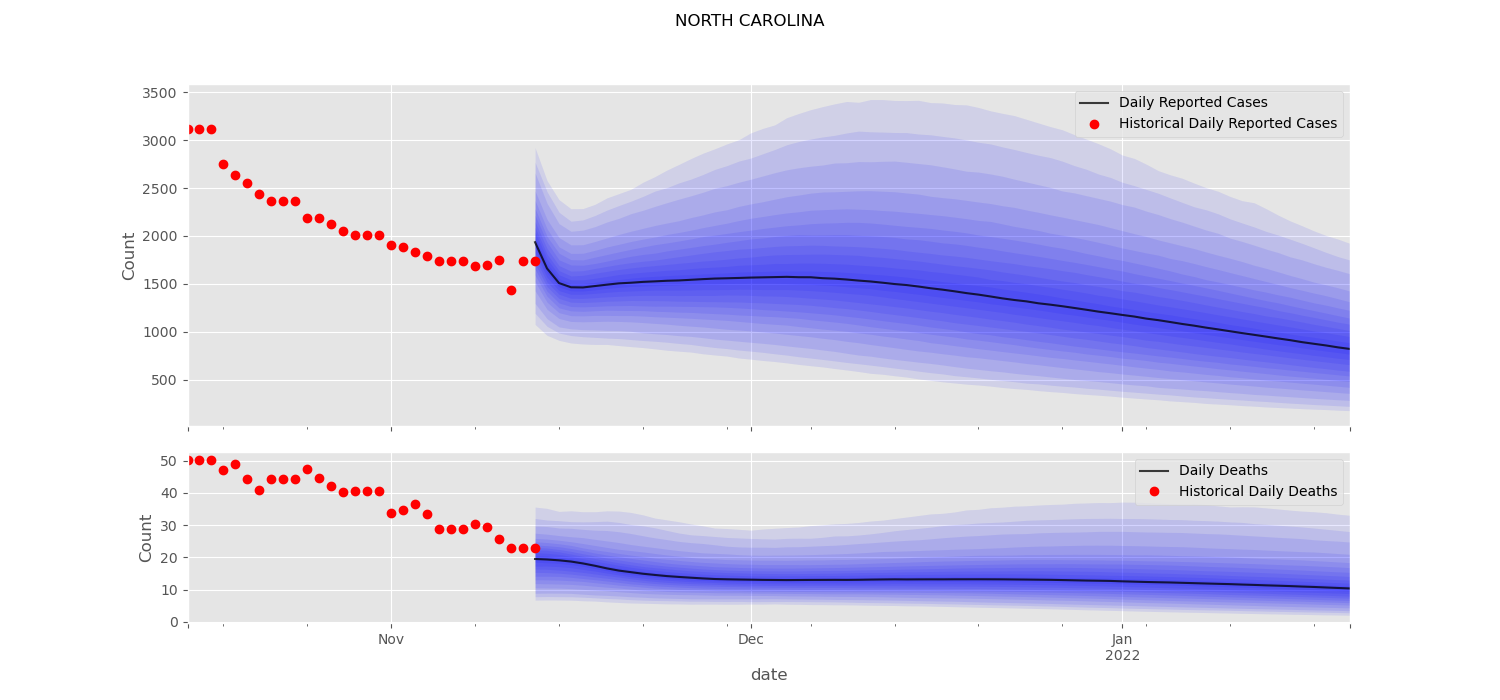 NORTH CAROLINA
3500
3000
2500
2000
1500
1000
500
Count
Daily Reported Cases
Historical Daily Reported Cases
50
40
30
20
10
0
Count
Daily Deaths
Historical Daily Deaths
Nov
Dec
Jan
2022
date